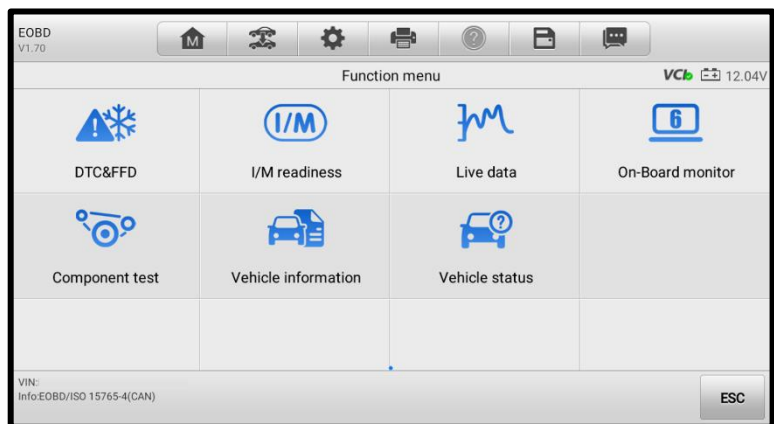 EOBD
V1.70
M
?
Function menu
VCI 12.04V
DTC&FFD
I/M
I/M readiness
Live data
6
On-Board monitor
Component test
Vehicle information
?
Vehicle status
VIN:
Info:EOBD/ISO 15765-4(CAN)
ESC